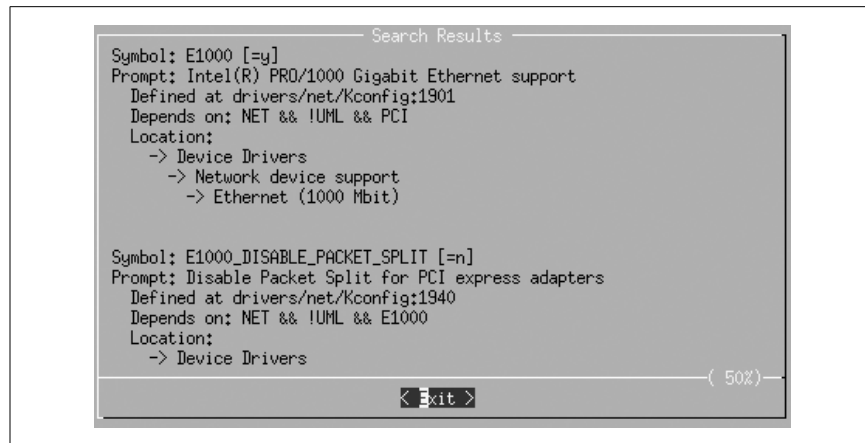 Search Results
Symbol: E1000 [=y]
Prompt: Intel(R) PRO/1000 Gigabit Ethernet support
Defined at drivers/net/Kconfig:1901
Depends on: NET && !UML && PCI
Location:
-> Device Drivers
-> Network device support
-> Ethernet (1000 Mbit)
Symbol: E1000_DISABLE_PACKET_SPLIT [=n]
Prompt: Disable Packet Split for PCI express adapters
Defined at drivers/net/Kconfig:1940
Depends on: NET && !UML && E1000
Location:
-> Device Drivers
( 50%)
< Exit >